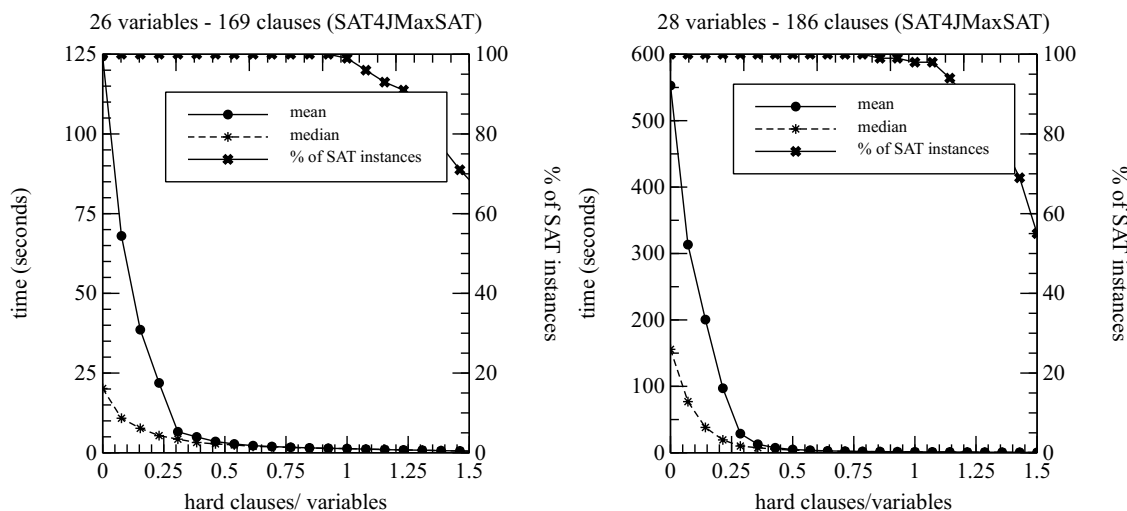 26 variables - 169 clauses (SAT4JMaxSAT)
125
100
75
50
25
0
time (seconds)
100
80
60
40
20
0
% of SAT instances
mean
median
% of SAT instances
0 0.25 0.5 0.75 1 1.25 1.5
hard clauses/ variables
28 variables - 186 clauses (SAT4JMaxSAT)
600
500
400
300
200
100
0
time (seconds)
100
80
60
40
20
0
% of SAT instances
mean
median
% of SAT instances
0 0.25 0.5 0.75 1 1.25 1.5
hard clauses/variables